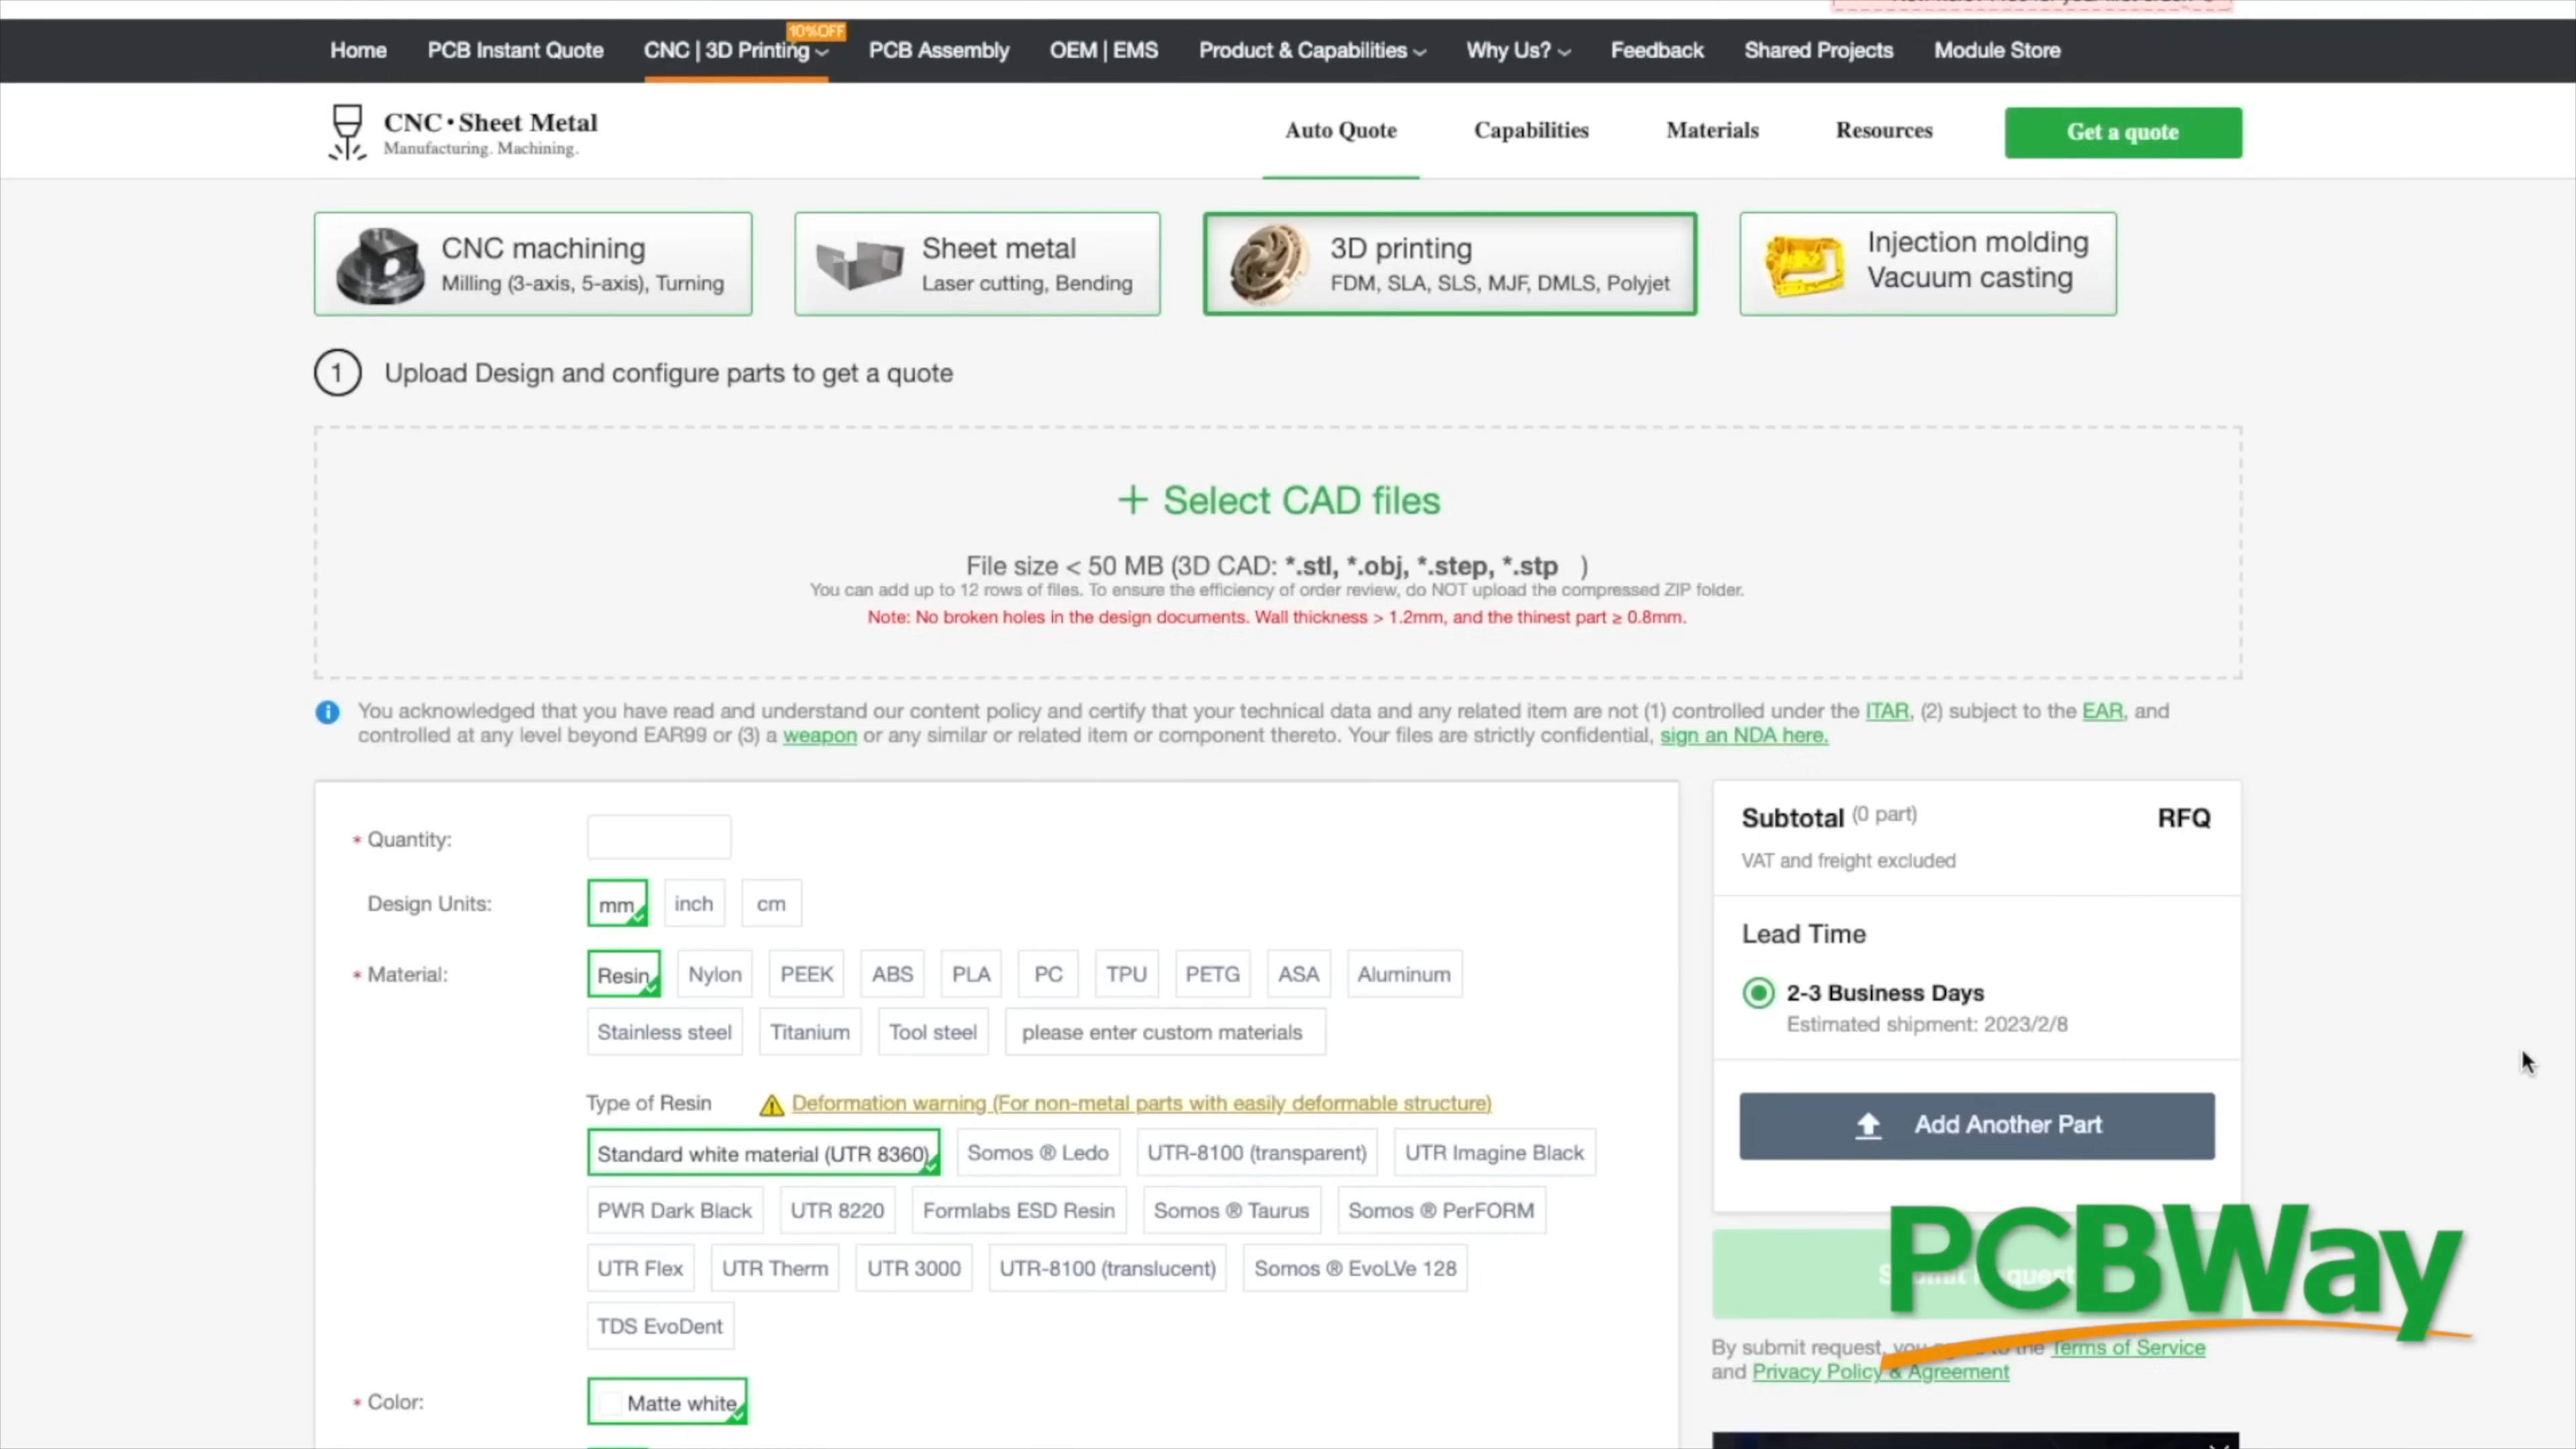 10%OFF
Home PCB Instant Quote CNC | 3D Printing PCB Assembly OEM | EMS Product & Capabilities Why Us? Feedback Shared Projects Module Store
CNC • Sheet Metal
Manufacturing. Machining.
Auto Quote Capabilities Materials Resources Get a quote
CNC machining
Milling (3-axis, 5-axis), Turning
Sheet metal
Laser cutting, Bending
3D printing
FDM, SLA, SLS, MJF, DMLS, Polyjet
Injection molding
Vacuum casting
1 Upload Design and configure parts to get a quote
+ Select CAD files
File size < 50 MB (3D CAD: *.stl, *.obj, *.step, *.stp )
You can add up to 12 rows of files. To ensure the efficiency of order review, do NOT upload the compressed ZIP folder.
Note: No broken holes in the design documents. Wall thickness > 1.2mm, and the thinest part ≥ 0.8mm.
You acknowledged that you have read and understand our content policy and certify that your technical data and any related item are not (1) controlled under the ITAR, (2) subject to the EAR, and
controlled at any level beyond EAR99 or (3) a weapon or any similar or related item or component thereto. Your files are strictly confidential, sign an NDA here.
* Quantity:
Design Units: mm inch cm
* Material: Resin Nylon PEEK ABS PLA PC TPU PETG ASA Aluminum
Stainless steel Titanium Tool steel please enter custom materials
Type of Resin Deformation warning (For non-metal parts with easily deformable structure)
Standard white material (UTR 8360) Somos ® Ledo UTR-8100 (transparent) UTR Imagine Black
PWR Dark Black UTR 8220 Formlabs ESD Resin Somos ® Taurus Somos ® PerFORM
UTR Flex UTR Therm UTR 3000 UTR-8100 (translucent) Somos ® EvoLVe 128
TDS EvoDent
* Color: Matte white
Subtotal (0 part) RFQ
VAT and freight excluded
Lead Time
2-3 Business Days
Estimated shipment: 2023/2/8
Add Another Part
PCBWay
By submit request, the Terms of Service
and Privacy Policy & Agreement